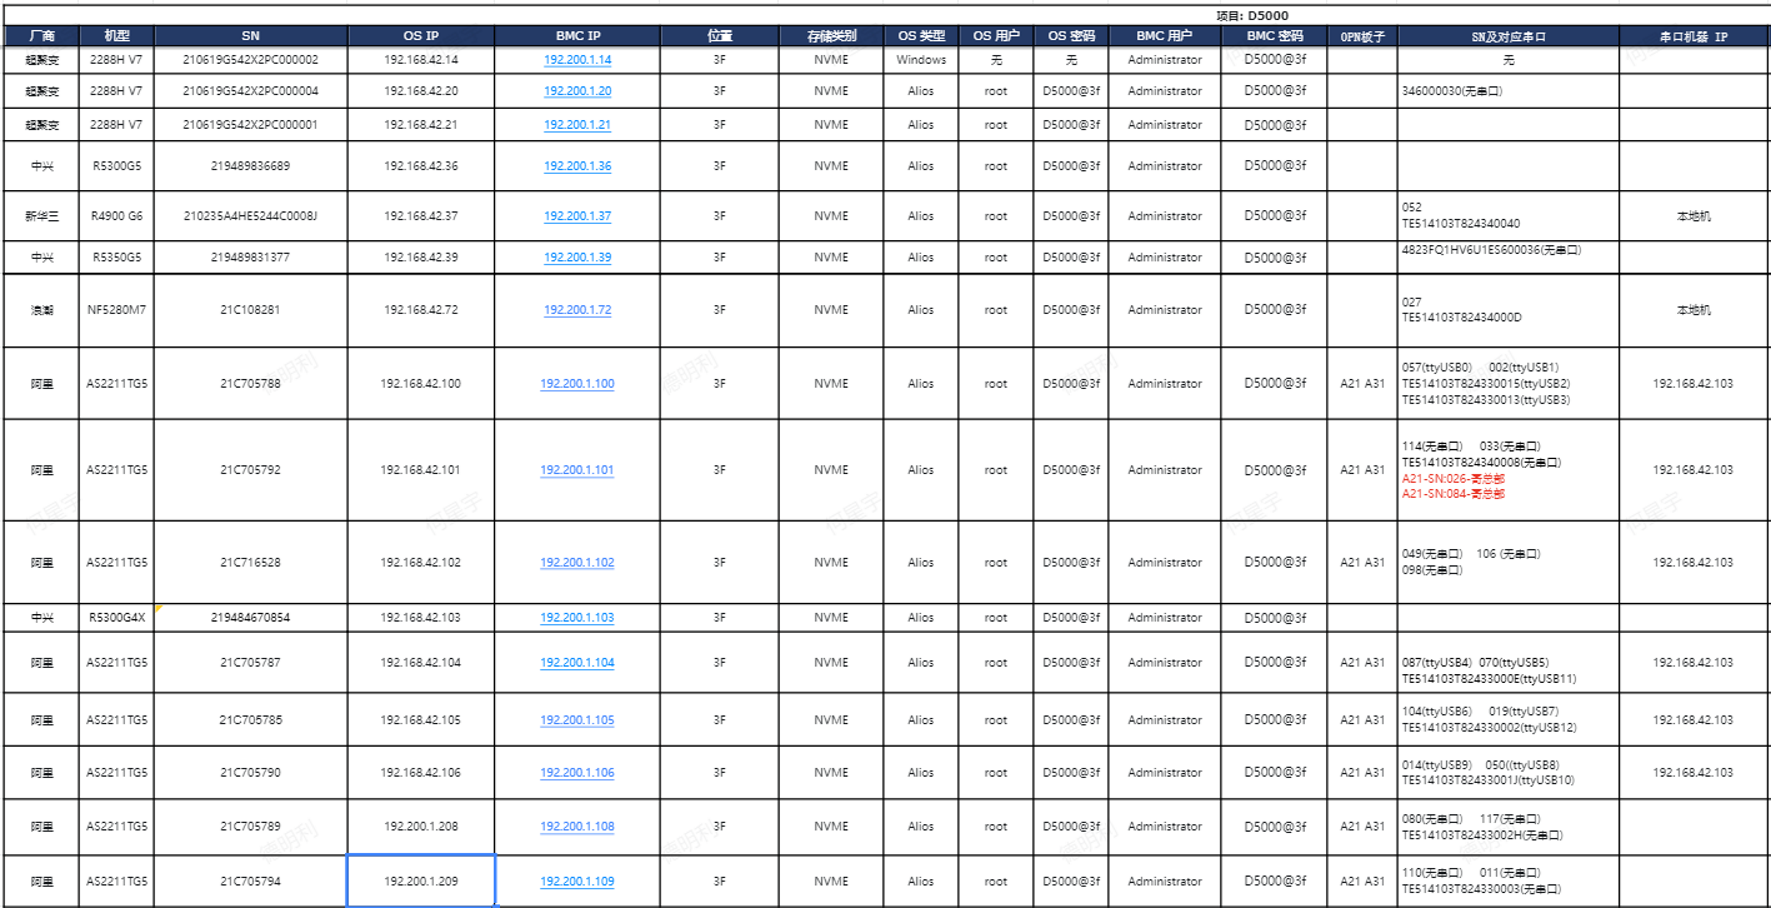 项目: D5000
厂商 机型 SN OS IP BMC IP 位置 存储类别 OS 类型 OS 用户 OS 密码 BMC 用户 BMC 密码 OPN板子 SN及对应串口 串口机器 IP
超聚变 2288H V7 210619G542X2PC000002 192.168.42.14 192.200.1.14 3F NVME Windows 无 无 Administrator D5000@3f 无
超聚变 2288H V7 210619G542X2PC000004 192.168.42.20 192.200.1.20 3F NVME Alios root D5000@3f Administrator D5000@3f 346000030(无串口)
超聚变 2288H V7 210619G542X2PC000001 192.168.42.21 192.200.1.21 3F NVME Alios root D5000@3f Administrator D5000@3f
中兴 R5300G5 219489836689 192.168.42.36 192.200.1.36 3F NVME Alios root D5000@3f Administrator D5000@3f
新华三 R4900 G6 210235A4HE5244C0008J 192.168.42.37 192.200.1.37 3F NVME Alios root D5000@3f Administrator D5000@3f 052
TE514103T824340040 本地机
中兴 R5350G5 219489831377 192.168.42.39 192.200.1.39 3F NVME Alios root D5000@3f Administrator D5000@3f 4823FQ1HV6U1ES600036(无串口)
浪潮 NF5280M7 21C108281 192.168.42.72 192.200.1.72 3F NVME Alios root D5000@3f Administrator D5000@3f 027
TE514103T82434000D 本地机
阿里 AS2211TG5 21C705788 192.168.42.100 192.200.1.100 3F NVME Alios root D5000@3f Administrator D5000@3f A21 A31 057(ttyUSB0) 002(ttyUSB1)
TE514103T824330015(ttyUSB2)
TE514103T824330013(ttyUSB3) 192.168.42.103
阿里 AS2211TG5 21C705792 192.168.42.101 192.200.1.101 3F NVME Alios root D5000@3f Administrator D5000@3f A21 A31 114(无串口) 033(无串口)
TE514103T824340008(无串口)
A21-SN:026-寄总部
A21-SN:084-寄总部 192.168.42.103
阿里 AS2211TG5 21C716528 192.168.42.102 192.200.1.102 3F NVME Alios root D5000@3f Administrator D5000@3f A21 A31 049(无串口) 106 (无串口)
098(无串口) 192.168.42.103
中兴 R5300G4X 219484670854 192.168.42.103 192.200.1.103 3F NVME Alios root D5000@3f Administrator D5000@3f
阿里 AS2211TG5 21C705787 192.168.42.104 192.200.1.104 3F NVME Alios root D5000@3f Administrator D5000@3f A21 A31 087(ttyUSB4) 070(ttyUSB5)
TE514103T82433000E(ttyUSB11) 192.168.42.103
阿里 AS2211TG5 21C705785 192.168.42.105 192.200.1.105 3F NVME Alios root D5000@3f Administrator D5000@3f A21 A31 104(ttyUSB6) 019(ttyUSB7)
TE514103T824330002(ttyUSB12) 192.168.42.103
阿里 AS2211TG5 21C705790 192.168.42.106 192.200.1.106 3F NVME Alios root D5000@3f Administrator D5000@3f A21 A31 014(ttyUSB9) 050((ttyUSB8)
TE514103T82433001J(ttyUSB10) 192.168.42.103
阿里 AS2211TG5 21C705789 192.200.1.208 192.200.1.108 3F NVME Alios root D5000@3f Administrator D5000@3f A21 A31 080(无串口) 117(无串口)
TE514103T82433002H(无串口)
阿里 AS2211TG5 21C705794 192.200.1.209 192.200.1.109 3F NVME Alios root D5000@3f Administrator D5000@3f A21 A31 110(无串口) 011(无串口)
TE514103T824330003(无串口)